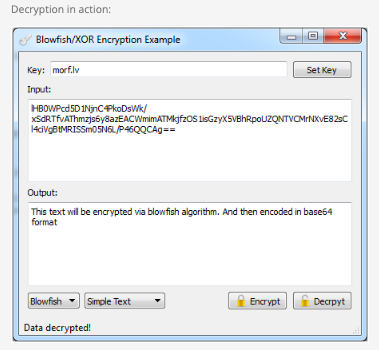 Decryption in action:
Blowfish/XOR Encryption Example
Key: morf.lv Set Key
Input:
lHB0WPcd5D1NjnC4PkoDsWk/
xSdRTfvAThmzjs6y8azEACWmimATMkjfzOS1isGzyX5VBhRpoUZQNTVCMrNXvE82sC
l4ciVgBtMRISSm05N6L/P46QQCAg==
Output:
This text will be encrypted via blowfish algorithm. And then encoded in base64
format
Blowfish Simple Text Encrypt Decrpyt
Data decrypted!